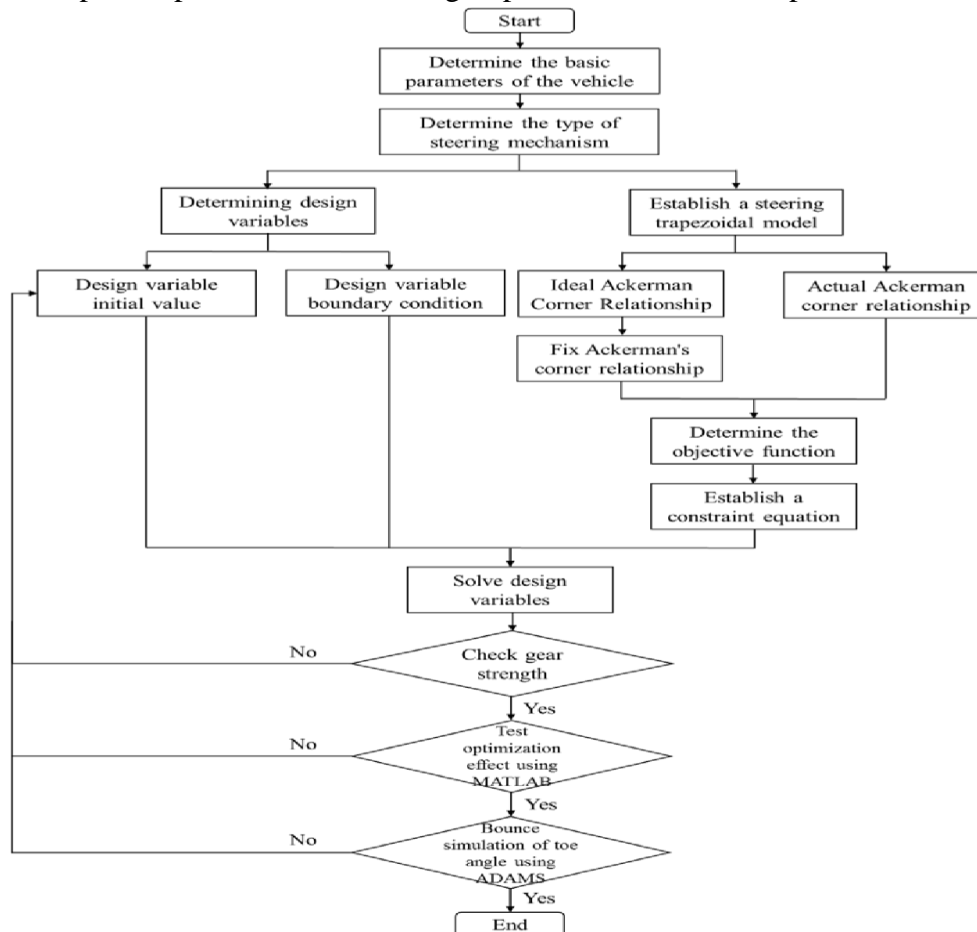 Start
Determine the basic
parameters of the vehicle
Determine the type of
steering mechanism
Determining design
variables
Establish a steering
trapezoidal model
Design variable
initial value
Design variable
boundary condition
Ideal Ackerman
Corner Relationship
Actual Ackerman
corner relationship
Fix Ackerman's
corner relationship
Determine the
objective function
Establish a
constraint equation
Solve design
variables
No
Check gear
strength
Yes
No
Test
optimization
effect using
MATLAB
Yes
No
Bounce
simulation of toe
angle using
ADAMS
Yes
End